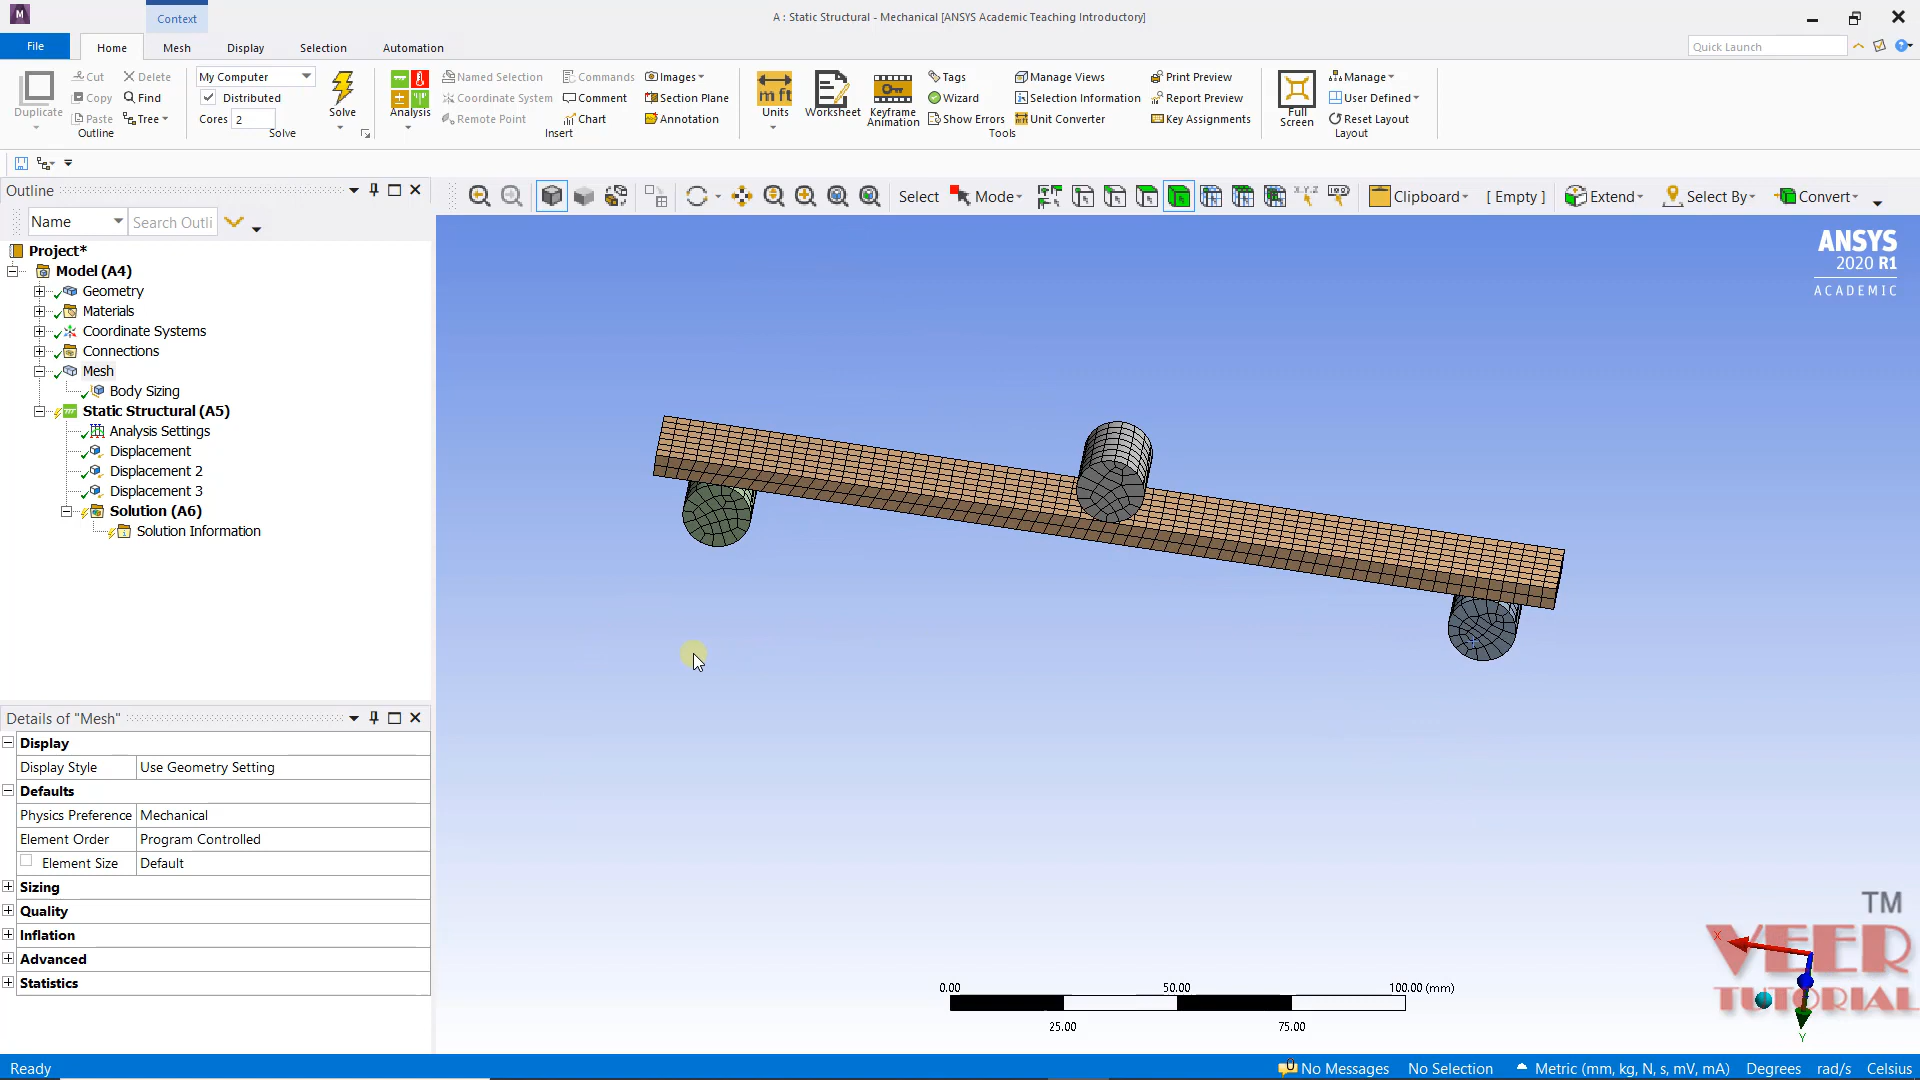 M
Context
A : Static Structural - Mechanical [ANSYS Academic Teaching Introductory]
File
Home
Mesh
Display
Selection
Automation
Quick Launch
Duplicate
Cut
Copy
Paste
Delete
Find
Tree
Outline
My Computer
Distributed
Cores 2
Solve
Solve
Analysis
Named Selection
Coordinate System
Remote Point
Commands
Comment
Chart
Images
Section Plane
Annotation
Insert
m ft
Units
Worksheet
Keyframe
Animation
Tags
Wizard
Show Errors
Manage Views
Selection Information
Unit Converter
Print Preview
Report Preview
Key Assignments
Tools
Full
Screen
Manage
User Defined
Reset Layout
Layout
Outline
Name
Search Outli
Select
Mode
Clipboard
[ Empty ]
Extend
Select By
Convert
Project*
Model (A4)
Geometry
Materials
Coordinate Systems
Connections
Mesh
Body Sizing
Static Structural (A5)
Analysis Settings
Displacement
Displacement 2
Displacement 3
Solution (A6)
Solution Information
ANSYS
2020 R1
ACADEMIC
Details of "Mesh"
Display
Display Style Use Geometry Setting
Defaults
Physics Preference Mechanical
Element Order Program Controlled
Element Size Default
Sizing
Quality
Inflation
Advanced
Statistics
0.00 50.00 100.00 (mm)
25.00 75.00
TM
VEER
TUTORIAL
X
Y
Ready
0 No Messages
No Selection
Metric (mm, kg, N, s, mV, mA)
Degrees
rad/s
Celsius